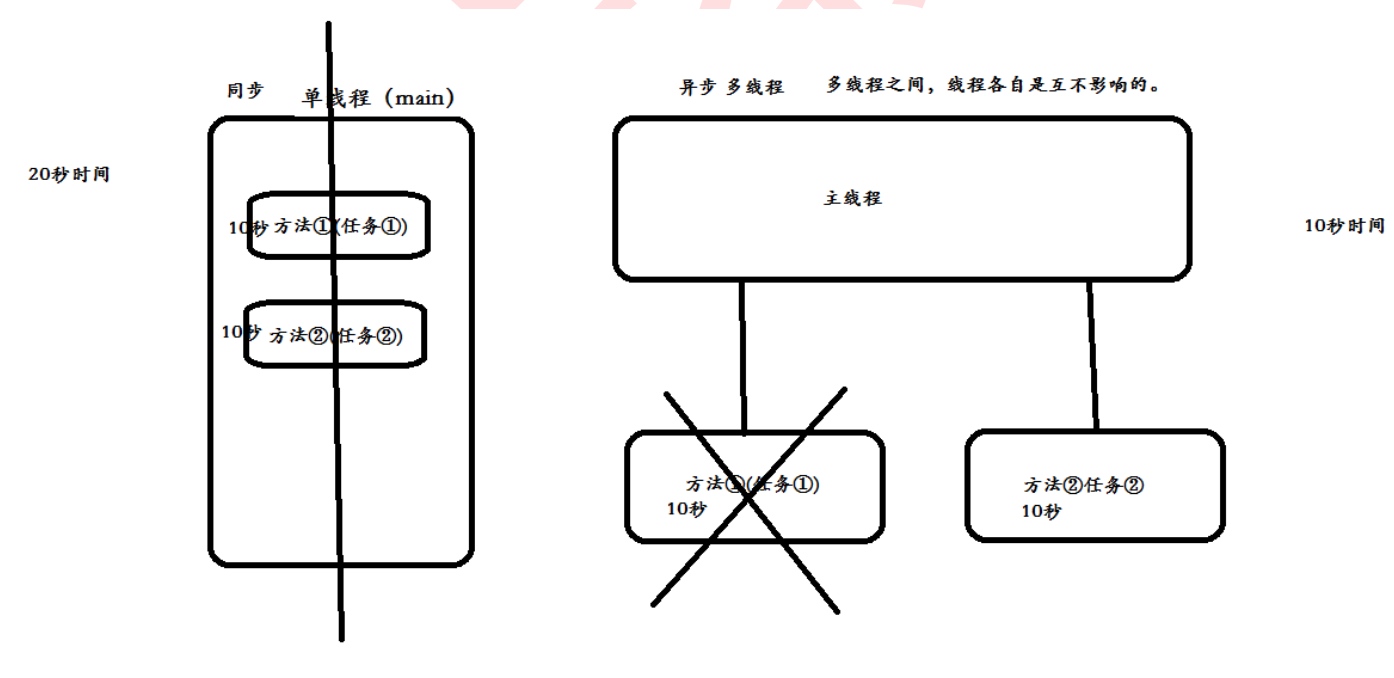 同步
单线程（main）
20秒时间
10秒
方法①(任务①)
10秒
方法②(任务②)
异步 多线程 多线程之间，线程各自是互不影响的。
主线程
10秒时间
方法①(任务①)
10秒
方法②任务②
10秒